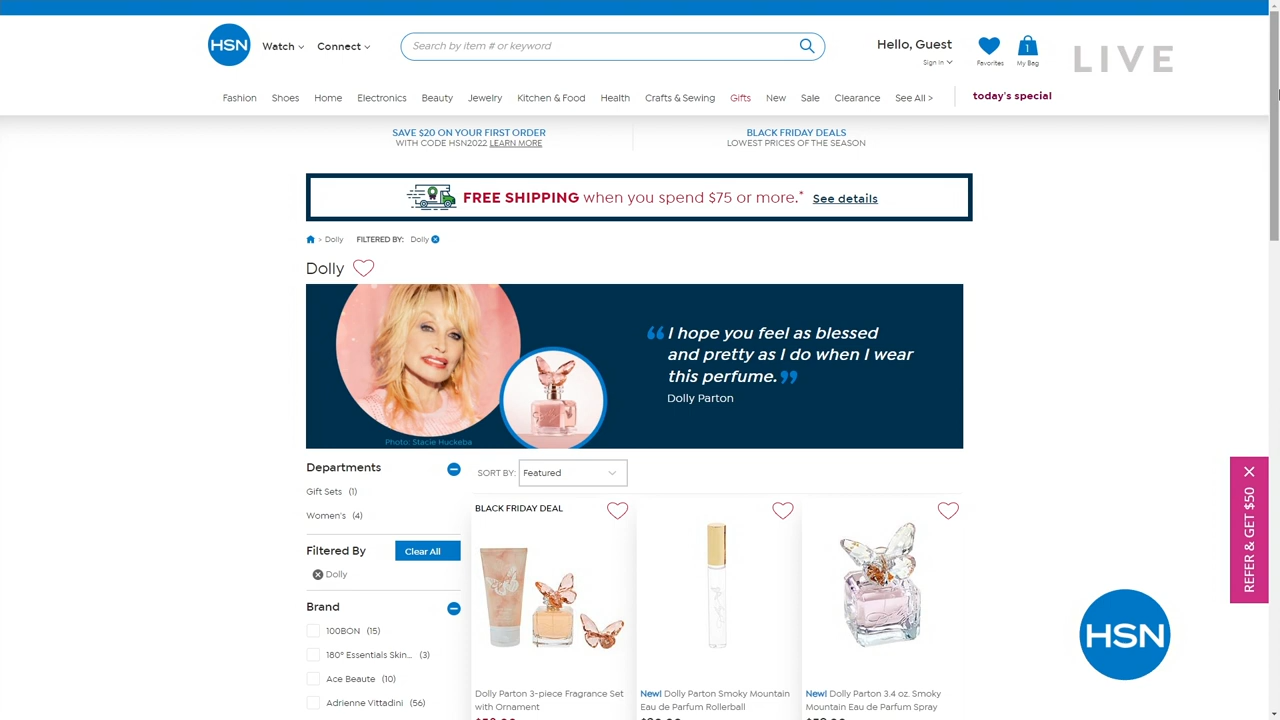 HSN
Watch
Connect
Search by item # or keyword
Hello, Guest
Sign In
Favorites
1
My Bag
LIVE
Fashion Shoes Home Electronics Beauty Jewelry Kitchen & Food Health Crafts & Sewing Gifts New Sale Clearance See All > today's special
SAVE $20 ON YOUR FIRST ORDER
WITH CODE HSN2022 LEARN MORE
BLACK FRIDAY DEALS
LOWEST PRICES OF THE SEASON
FREE SHIPPING when you spend $75 or more.* See details
> Dolly FILTERED BY: Dolly
Dolly
“ I hope you feel as blessed
and pretty as I do when I wear
this perfume. ”
Dolly Parton
Photo: Stacie Huckeba
Departments
Gift Sets (1)
Women's (4)
Filtered By
Clear All
Dolly
Brand
100BON (15)
180° Essentials Skin... (3)
Ace Beaute (10)
Adrienne Vittadini (56)
SORT BY: Featured
BLACK FRIDAY DEAL
Dolly Parton 3-piece Fragrance Set
with Ornament
New! Dolly Parton Smoky Mountain
Eau de Parfum Rollerball
New! Dolly Parton 3.4 oz. Smoky
Mountain Eau de Parfum Spray
REFER & GET $50
HSN